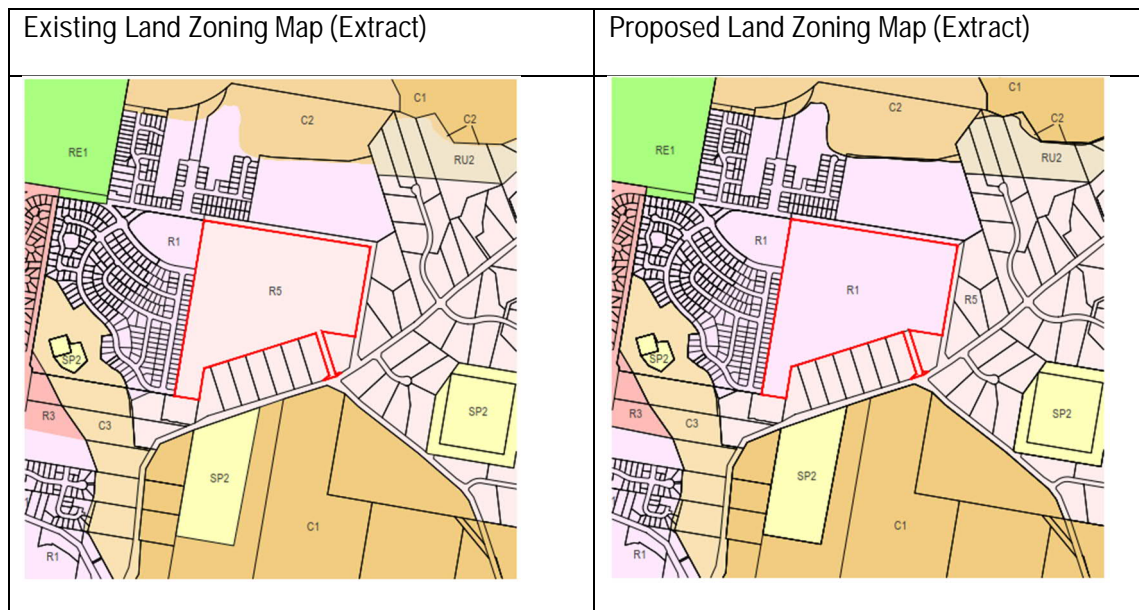 Existing Land Zoning Map (Extract)
Proposed Land Zoning Map (Extract)
C1
C2
C2
RE1
RU2
R1
R5
SP2
R3
C3
SP2
SP2
C1
R1
C1
C2
C2
RE1
RU2
R1
R1
R5
SP2
R3
C3
SP2
SP2
C1
R1